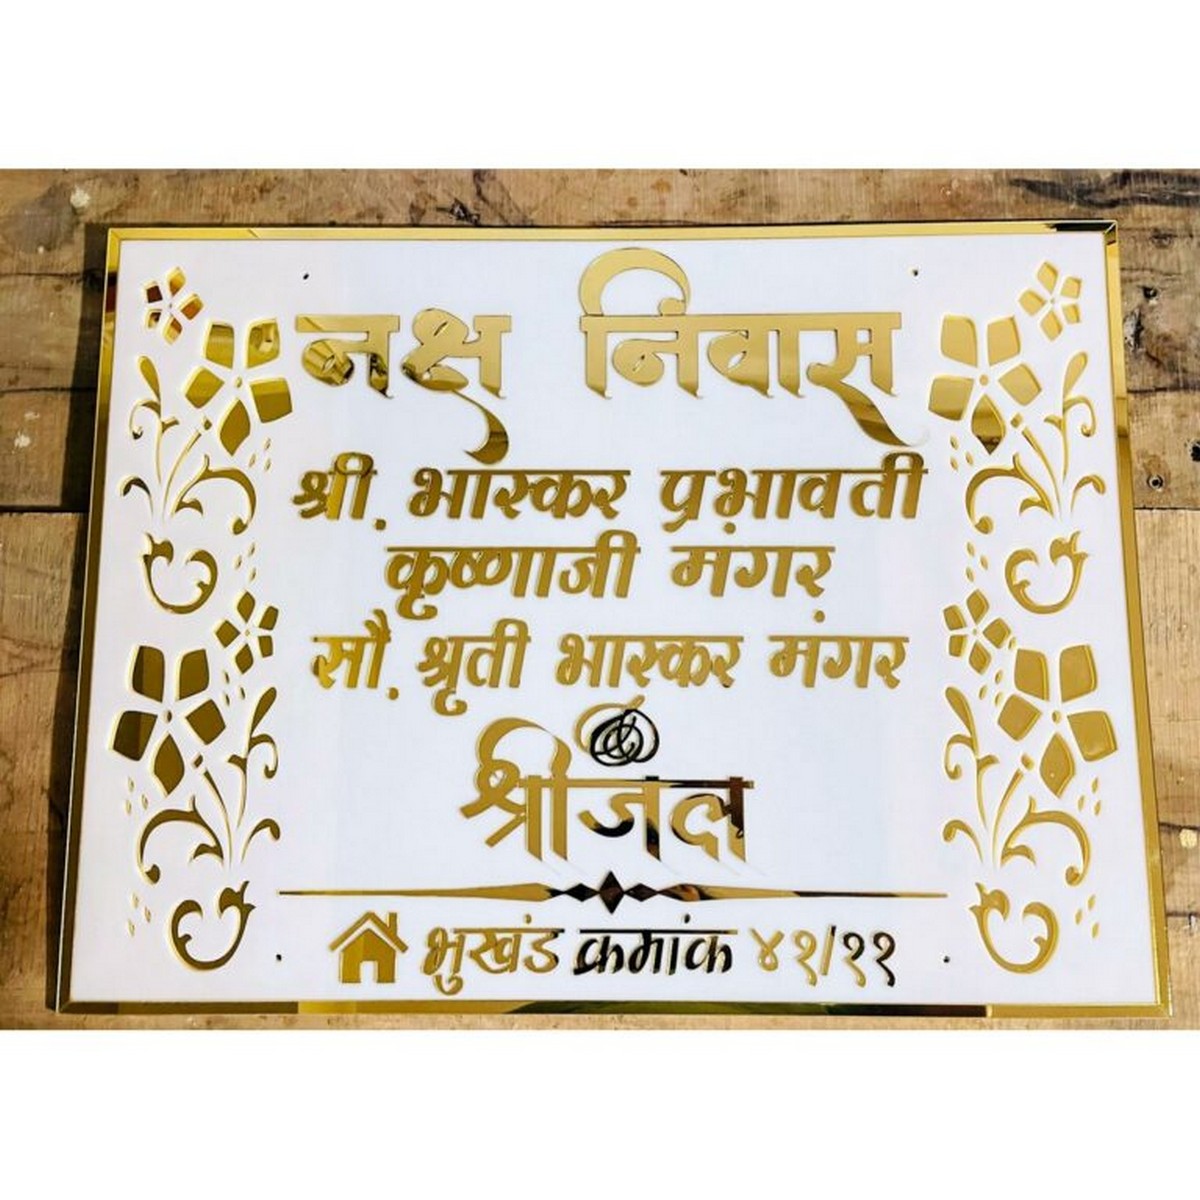 नक्ष निंवास
श्री. भास्कर प्रभावती
कृष्णाजी मंगर
सौ. श्रृती भास्कर मंगर
श्रीजल
भुखंड क्रमांक ४१/११